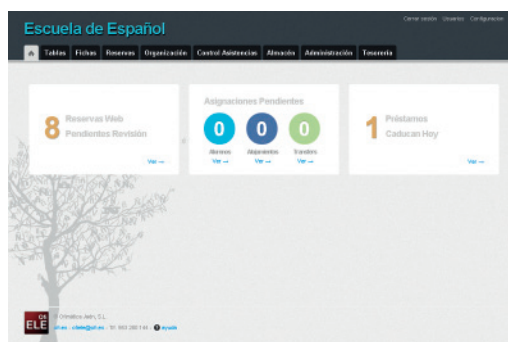 Cerrar sesión Usuarios Configuración
Escuela de Español
Tablas Fichas Reservas Organización Control Asistencias Almacén Administración Tesorería
8 Reservas Web
Pendientes Revisión
Ver →
Asignaciones Pendientes
0 0 0
Alumnos Alojamientos Transfers
Ver → Ver → Ver →
1 Préstamos
Caducan Hoy
Ver →
ELE
ayuda